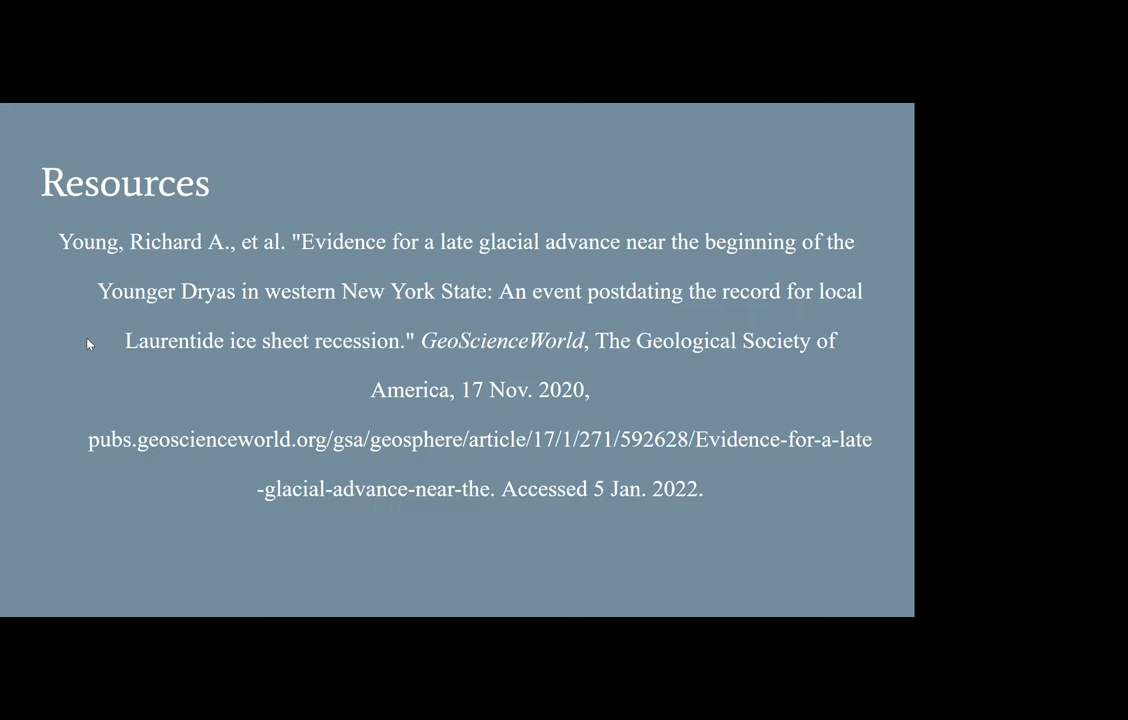 Resources
Young, Richard A., et al. "Evidence for a late glacial advance near the beginning of the
Younger Dryas in western New York State: An event postdating the record for local
Laurentide ice sheet recession." GeoScienceWorld, The Geological Society of
America, 17 Nov. 2020,
pubs.geoscienceworld.org/gsa/geosphere/article/17/1/271/592628/Evidence-for-a-late
-glacial-advance-near-the. Accessed 5 Jan. 2022.